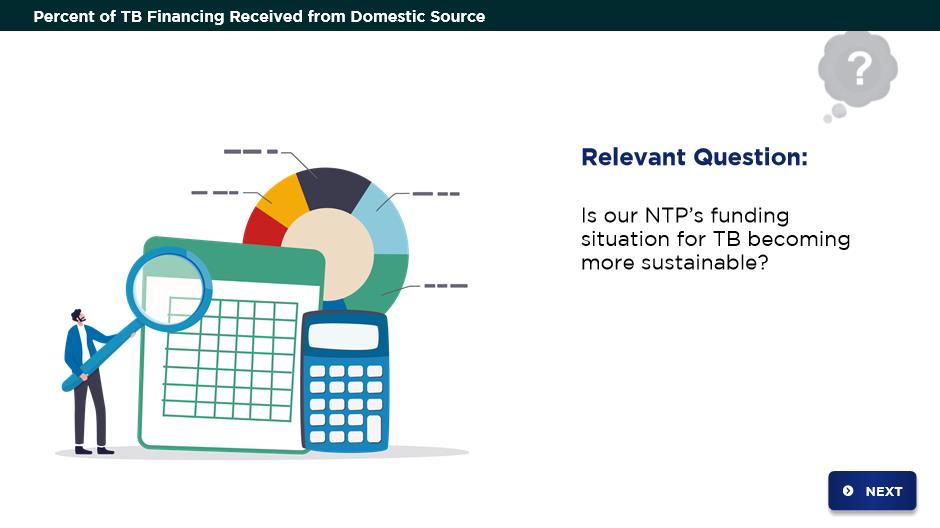 Percent of TB Financing Received from Domestic Source
?
Relevant Question:
Is our NTP’s funding
situation for TB becoming
more sustainable?
NEXT